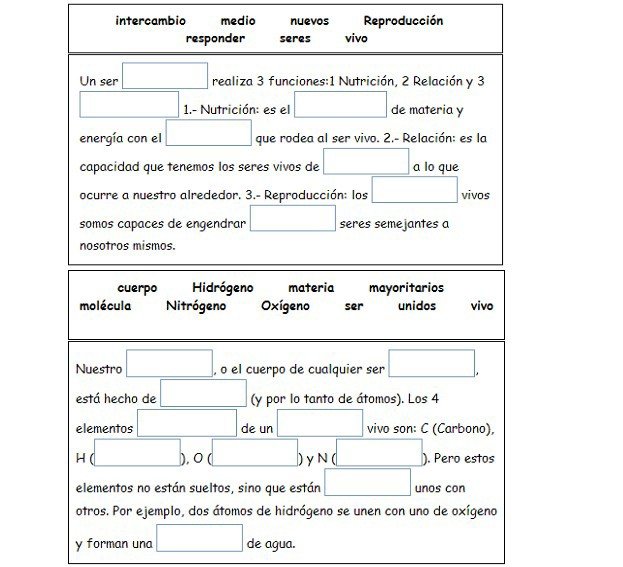 intercambio medio nuevos Reproducción
responder seres vivo
Un ser realiza 3 funciones:1 Nutrición, 2 Relación y 3
1.- Nutrición: es el de materia y
energía con el que rodea al ser vivo. 2.- Relación: es la
capacidad que tenemos los seres vivos de a lo que
ocurre a nuestro alrededor. 3.- Reproducción: los vivos
somos capaces de engendrar seres semejantes a
nosotros mismos.
cuerpo Hidrógeno materia mayoritarios
molécula Nitrógeno Oxígeno ser unidos vivo
Nuestro , o el cuerpo de cualquier ser ,
está hecho de (y por lo tanto de átomos). Los 4
elementos de un vivo son: C (Carbono),
H ( ), O ( ) y N ( ). Pero estos
elementos no están sueltos, sino que están unos con
otros. Por ejemplo, dos átomos de hidrógeno se unen con uno de oxígeno
y forman una de agua.